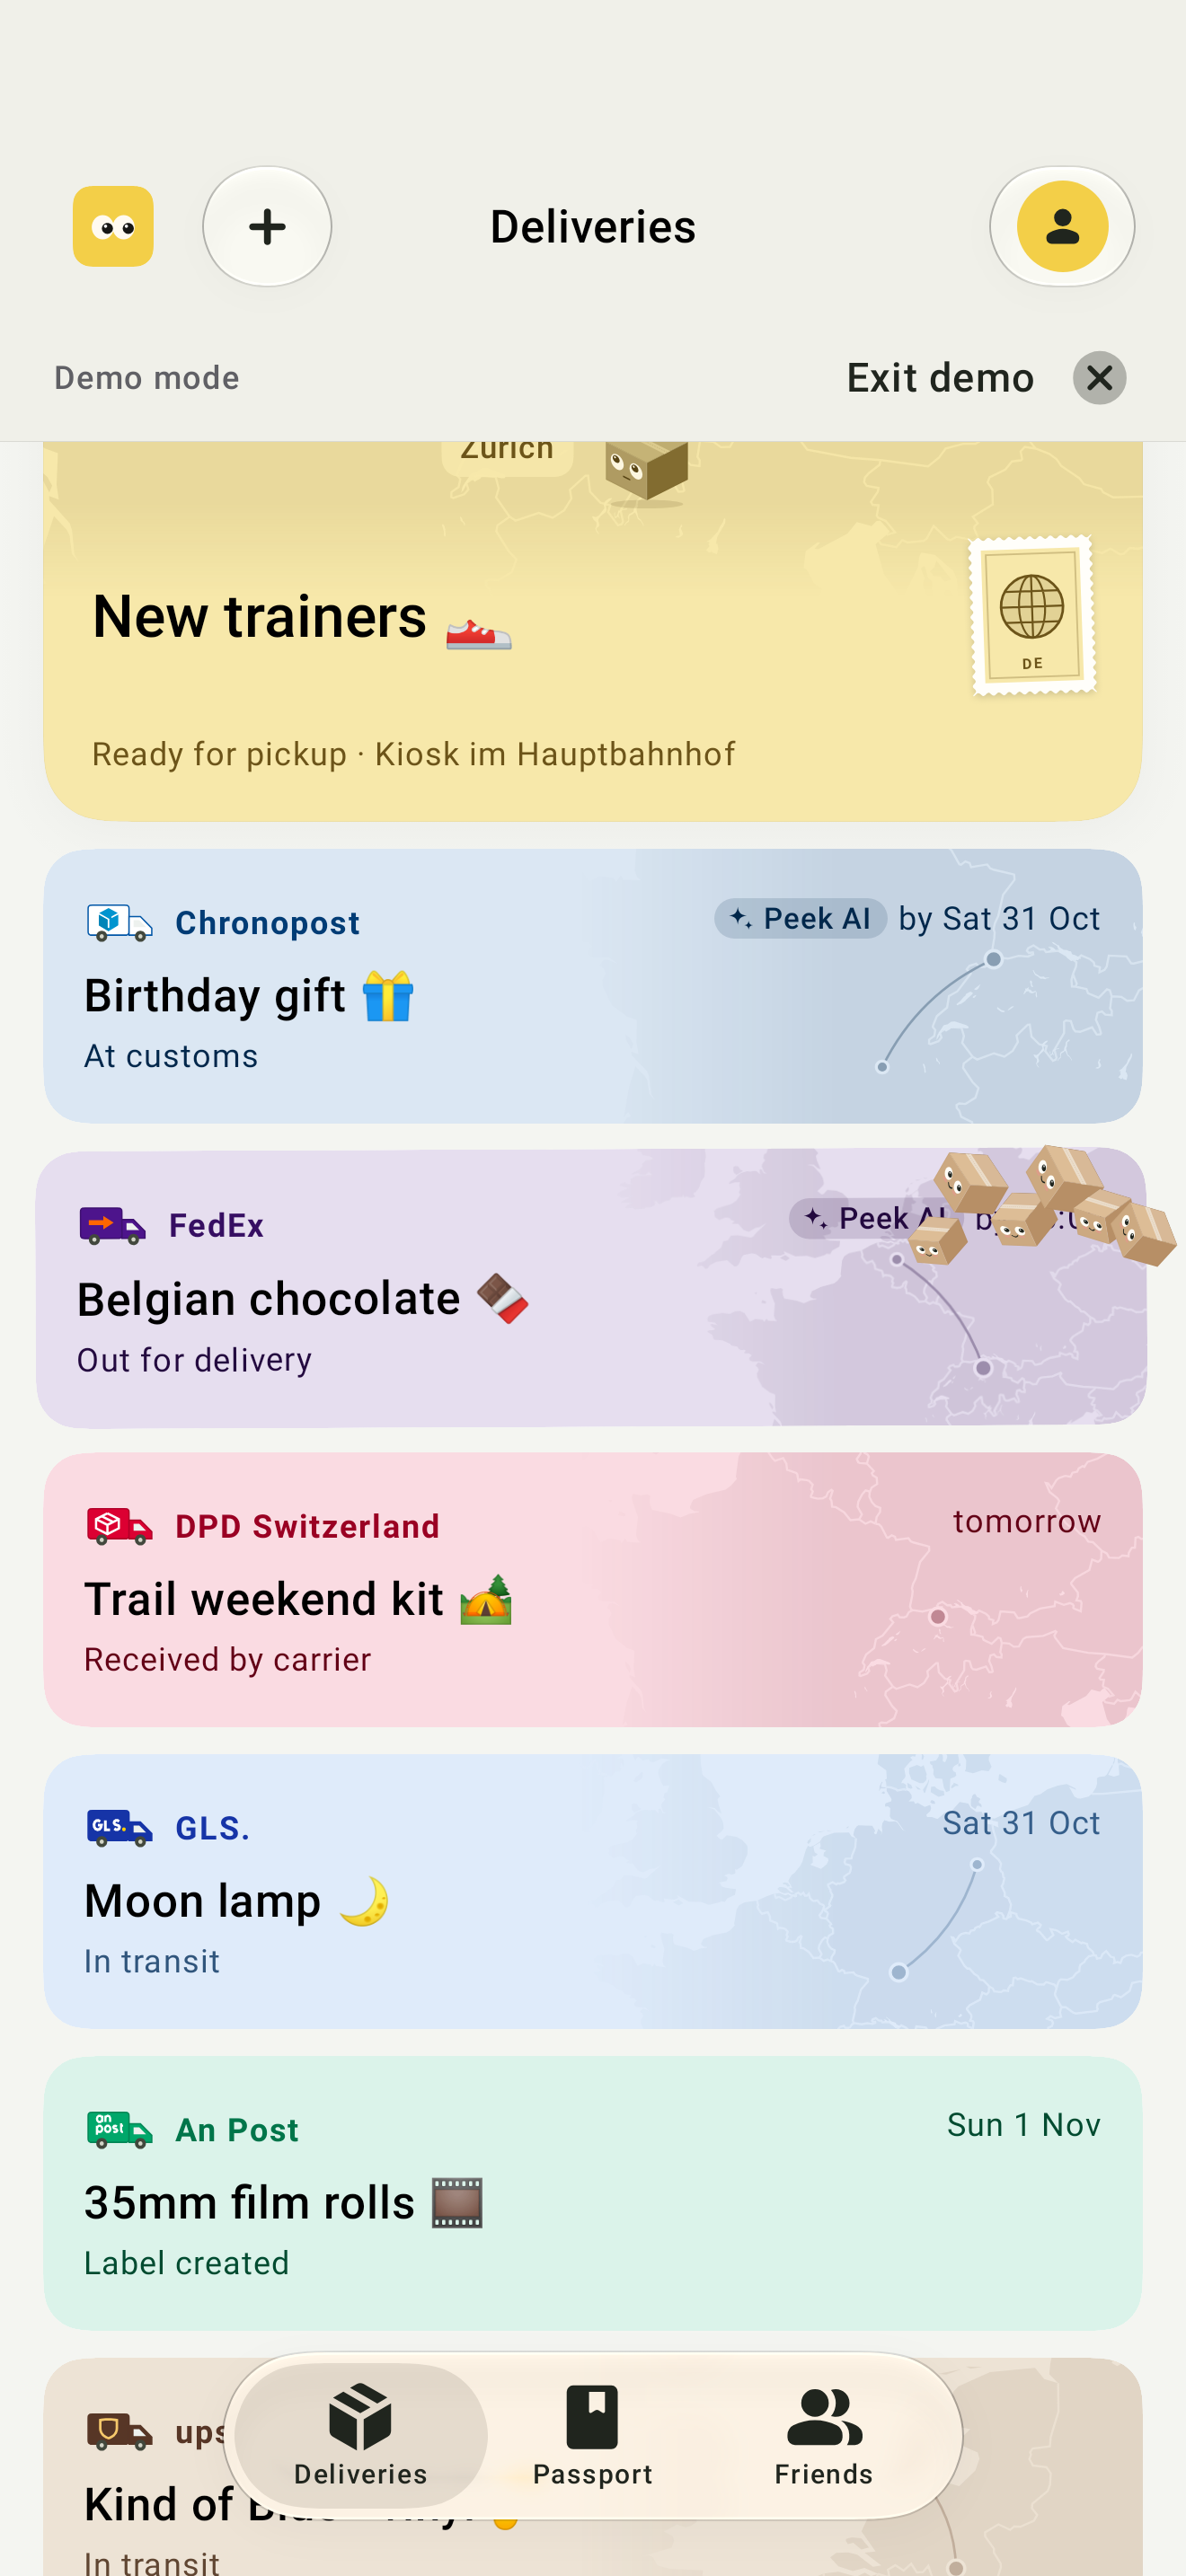 Deliveries
Demo mode
Exit demo
Zurich
New trainers
DE
Ready for pickup · Kiosk im Hauptbahnhof
Chronopost
Peek AI by Sat 31 Oct
Birthday gift
At customs
FedEx
Peek AI
Belgian chocolate
Out for delivery
DPD Switzerland
tomorrow
Trail weekend kit
Received by carrier
GLS.
GLS.
Sat 31 Oct
Moon lamp
In transit
an post
An Post
Sun 1 Nov
35mm film rolls
Label created
ups
Kind of
In transit
Deliveries
Passport
Friends